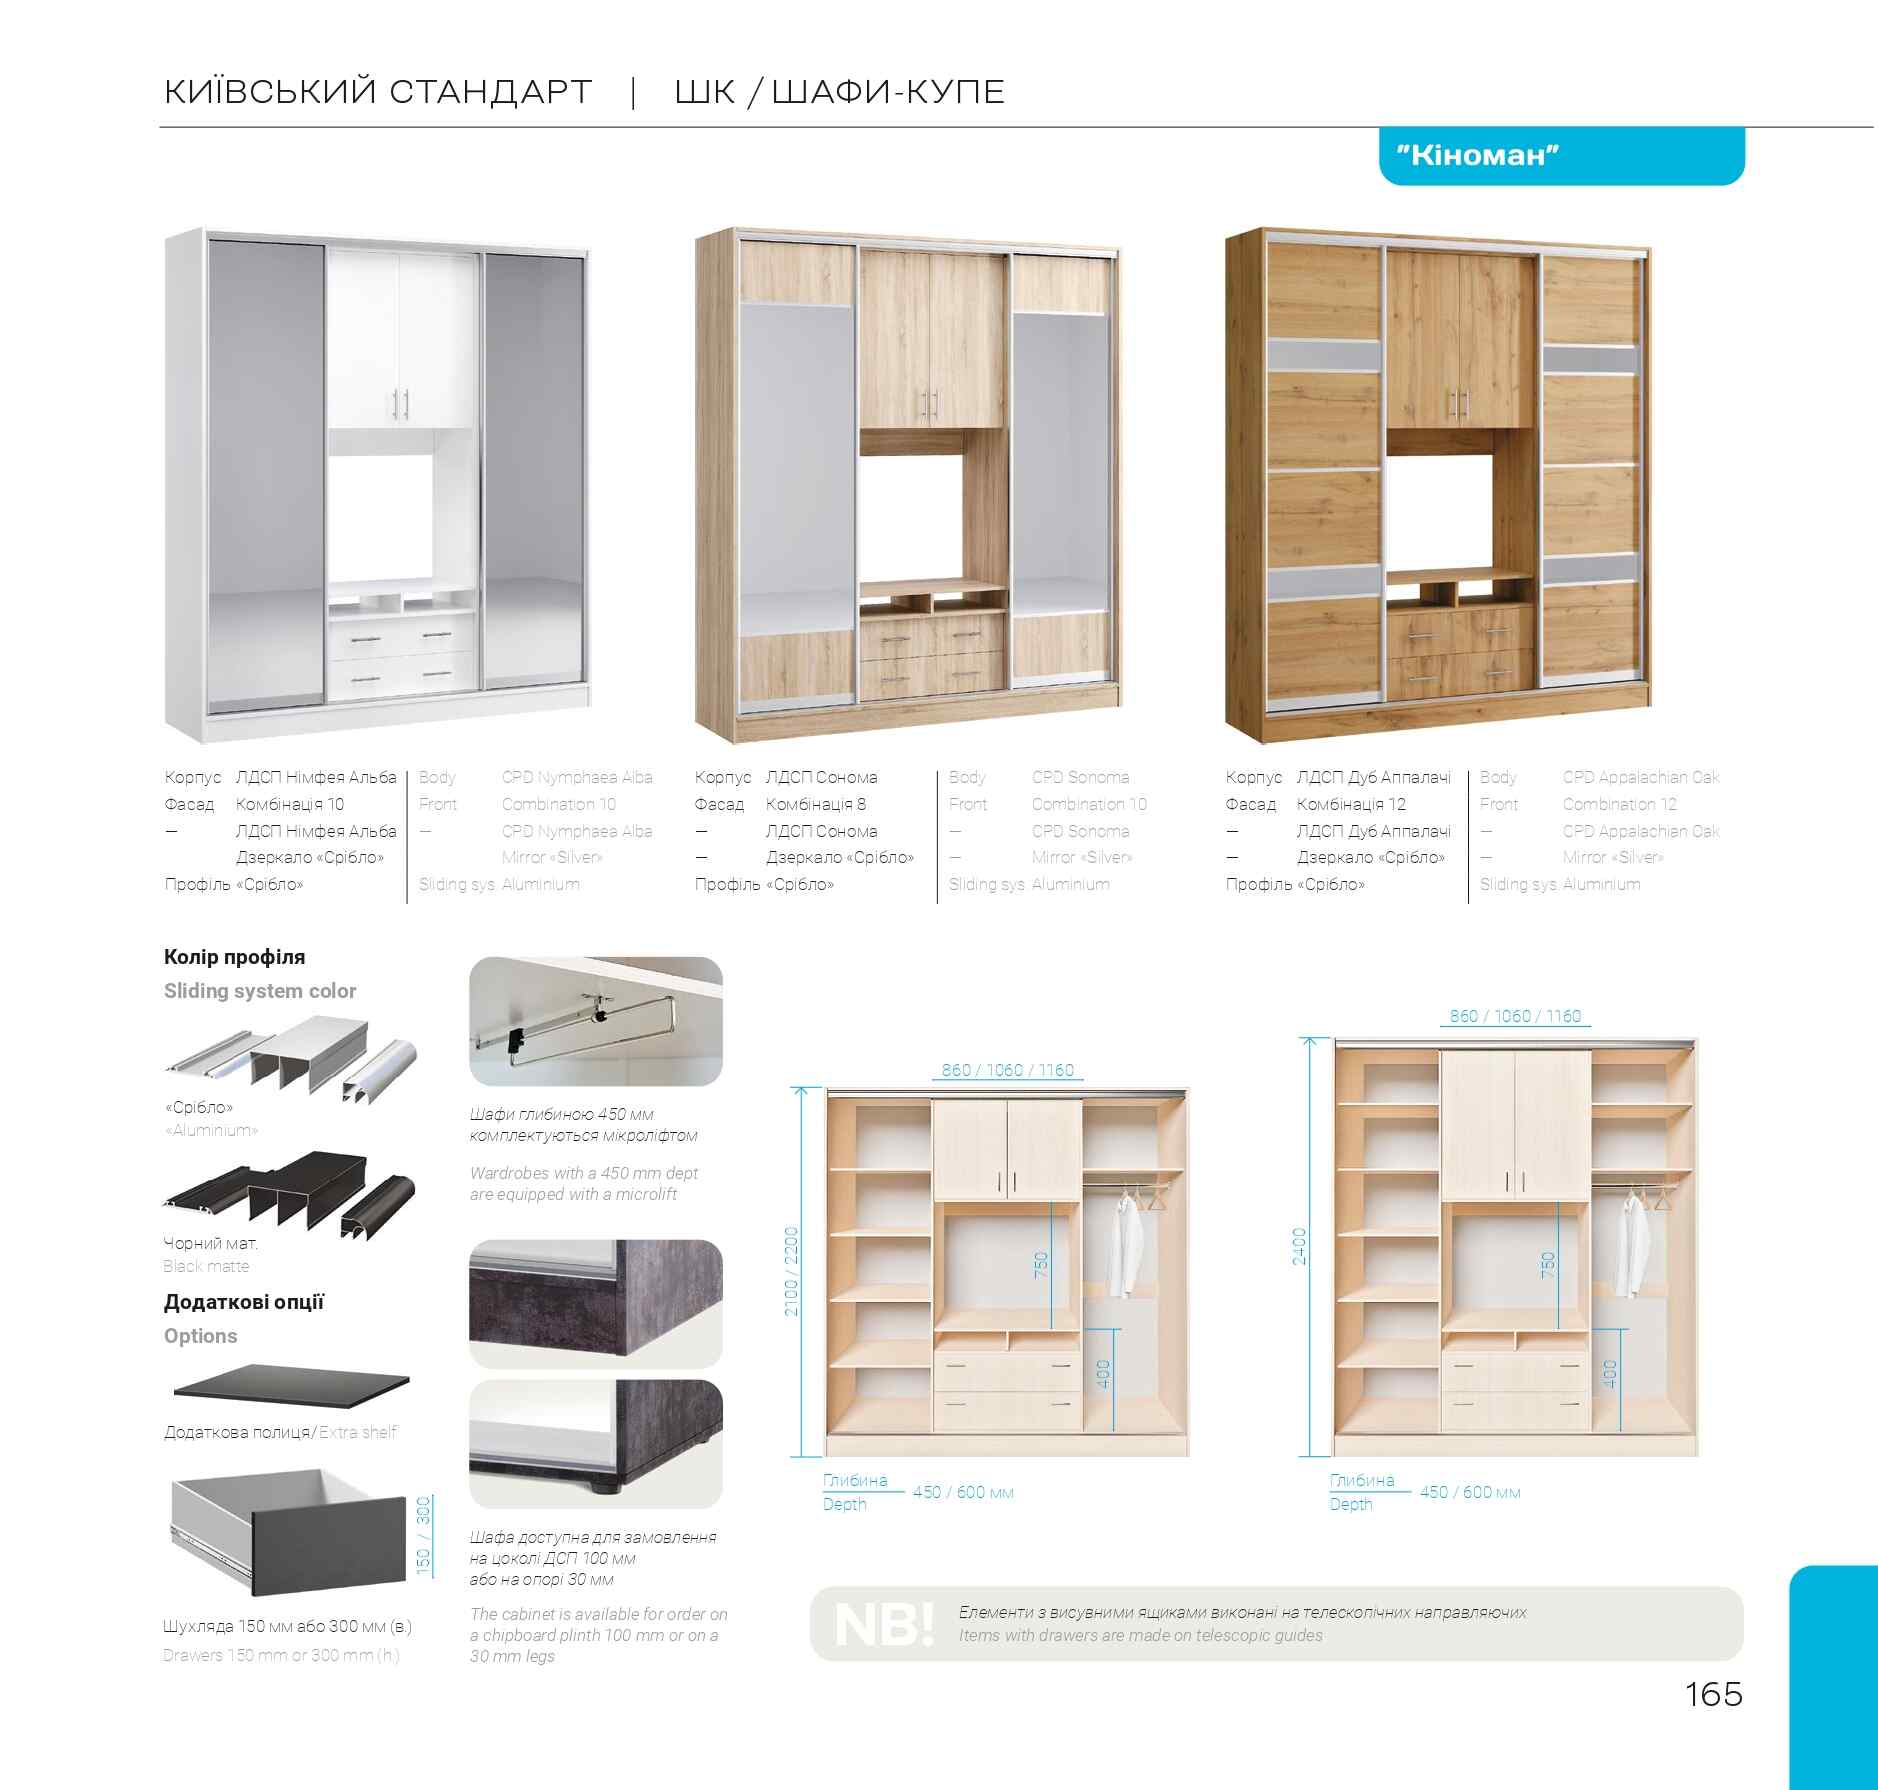 КИЇВСЬКИЙ СТАНДАРТ | ШК / ШАФИ-КУПЕ
"Кіноман"
Корпус ЛДСП Німфея Альба
Фасад Комбінація 10
— ЛДСП Німфея Альба
Дзеркало «Срібло»
Профіль «Срібло»
Body CPD Nymphaea Alba
Front Combination 10
— CPD Nymphaea Alba
Mirror «Silver»
Sliding sys. Aluminium
Корпус ЛДСП Сонома
Фасад Комбінація 8
— ЛДСП Сонома
— Дзеркало «Срібло»
Профіль «Срібло»
Body CPD Sonoma
Front Combination 10
— CPD Sonoma
— Mirror «Silver»
Sliding sys. Aluminium
Корпус ЛДСП Дуб Аппалачі
Фасад Комбінація 12
— ЛДСП Дуб Аппалачі
— Дзеркало «Срібло»
Профіль «Срібло»
Body CPD Appalachian Oak
Front Combination 12
— CPD Appalachian Oak
— Mirror «Silver»
Sliding sys. Aluminium
Колір профіля
Sliding system color
«Срібло»
«Aluminium»
Чорний мат.
Black matte
Додаткові опції
Options
Додаткова полиця/Extra shelf
150 / 300
Шухляда 150 мм або 300 мм (в.)
Drawers 150 mm or 300 mm (h.)
Шафи глибиною 450 мм
комплектуються мікроліфтом
Wardrobes with a 450 mm dept
are equipped with a microlift
Шафа доступна для замовлення
на цоколі ДСП 100 мм
або на опорі 30 мм
The cabinet is available for order on
a chipboard plinth 100 mm or on a
30 mm legs
860 / 1060 / 1160
2100 / 2200
750
400
Глибина
Depth
450 / 600 мм
860 / 1060 / 1160
2400
750
400
Глибина
Depth
450 / 600 мм
NB!
Елементи з висувними ящиками виконані на телескопічних направляючих
Items with drawers are made on telescopic guides
165